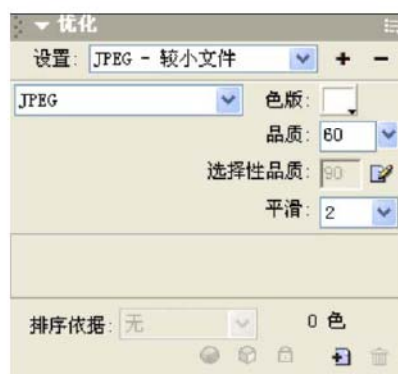 优化
设置: JPEG - 较小文件
JPEG 色版:
品质: 60
选择性品质: 90
平滑: 2
排序依据: 无 0 色